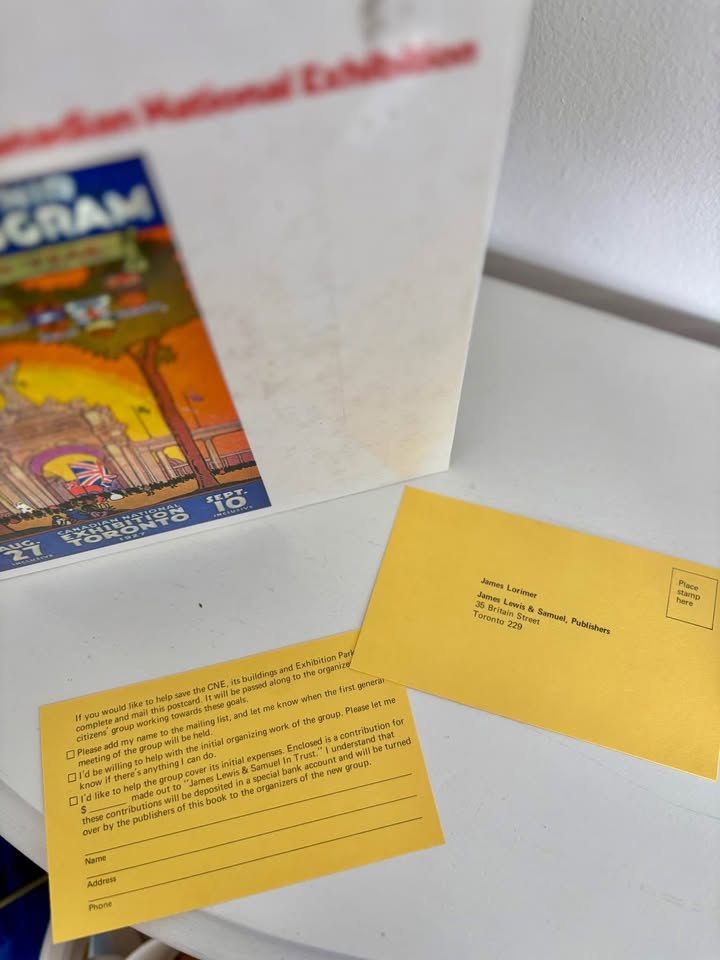 Canadian National Exhibition
PROGRAM
AUG.
27
INCLUSIVE
CANADIAN NATIONAL
EXHIBITION
TORONTO
1927
SEPT.
10
INCLUSIVE
James Lorimer
James Lewis & Samuel, Publishers
35 Britain Street
Toronto 229
Place
stamp
here
If you would like to help save the CNE, its buildings and Exhibition Park
complete and mail this postcard. It will be passed along to the
citizens' group working towards these goals.
Please add my name to the mailing list, and let me know when the first general
meeting of the group will be held.
I'd be willing to help with the initial organizing work of the group. Please let me
know if there's anything I can do.
I'd like to help the group cover its initial expenses. Enclosed is a contribution for
$ ________ made out to "James Lewis & Samuel In Trust." I understand that
these contributions will be deposited in a special bank account and will be turned
over by the publishers of this book to the organizers of the new group.
Name
Address
Phone